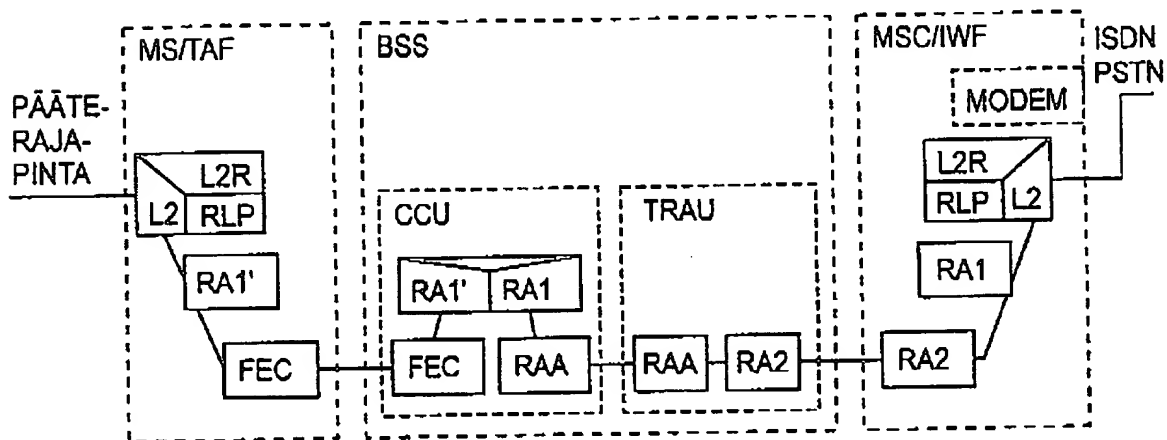 MS/TAF
BSS
MSC/IWF
ISDN
PSTN
MODEM
PÄÄTE-
RAJA-
PINTA
L2R
L2
RLP
RA1'
FEC
CCU
RA1'
RA1
FEC
RAA
TRAU
RAA
RA2
L2R
RLP
L2
RA1
RA2